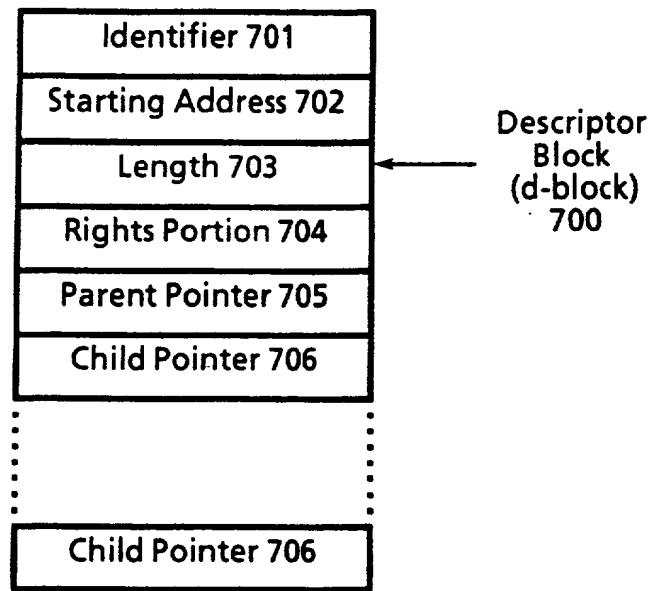 Identifier 701
Starting Address 702
Length 703
Rights Portion 704
Parent Pointer 705
Child Pointer 706
Child Pointer 706
Descriptor
Block
(d-block)
700